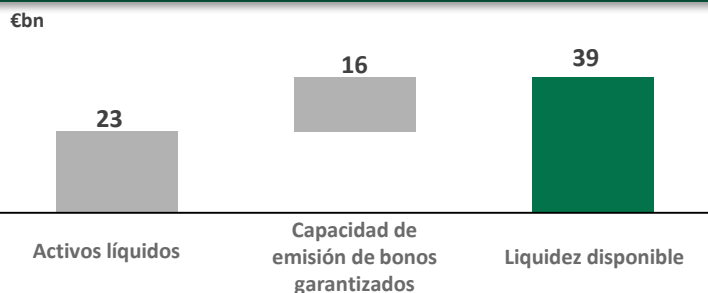 €bn
23
16
39
Activos líquidos
Capacidad de
emisión de bonos
garantizados
Liquidez disponible